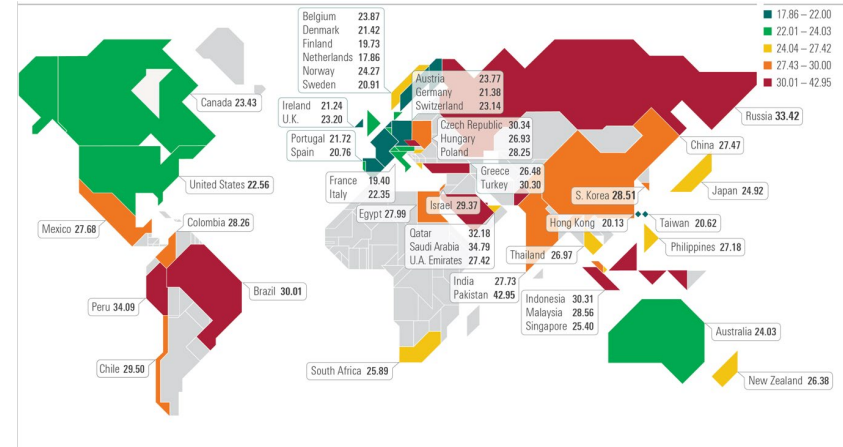 17.86 – 22.00
22.01 – 24.03
24.04 – 27.42
27.43 – 30.00
30.01 – 42.95
Belgium 23.87
Denmark 21.42
Finland 19.73
Netherlands 17.86
Norway 24.27
Sweden 20.91
Austria 23.77
Germany 21.38
Switzerland 23.14
Canada 23.43
Ireland 21.24
U.K. 23.20
Russia 33.42
Czech Republic 30.34
Hungary 26.93
Poland 28.25
Portugal 21.72
Spain 20.76
China 27.47
Greece 26.48
Turkey 30.30
France 19.40
Italy 22.35
United States 22.56
S. Korea 28.51
Japan 24.92
Israel 29.37
Egypt 27.99
Colombia 28.26
Mexico 27.68
Hong Kong 20.13
Taiwan 20.62
Qatar 32.18
Saudi Arabia 34.79
U.A. Emirates 27.42
Philippines 27.18
Thailand 26.97
India 27.73
Pakistan 42.95
Brazil 30.01
Peru 34.09
Indonesia 30.31
Malaysia 28.56
Singapore 25.40
Australia 24.03
Chile 29.50
South Africa 25.89
New Zealand 26.38